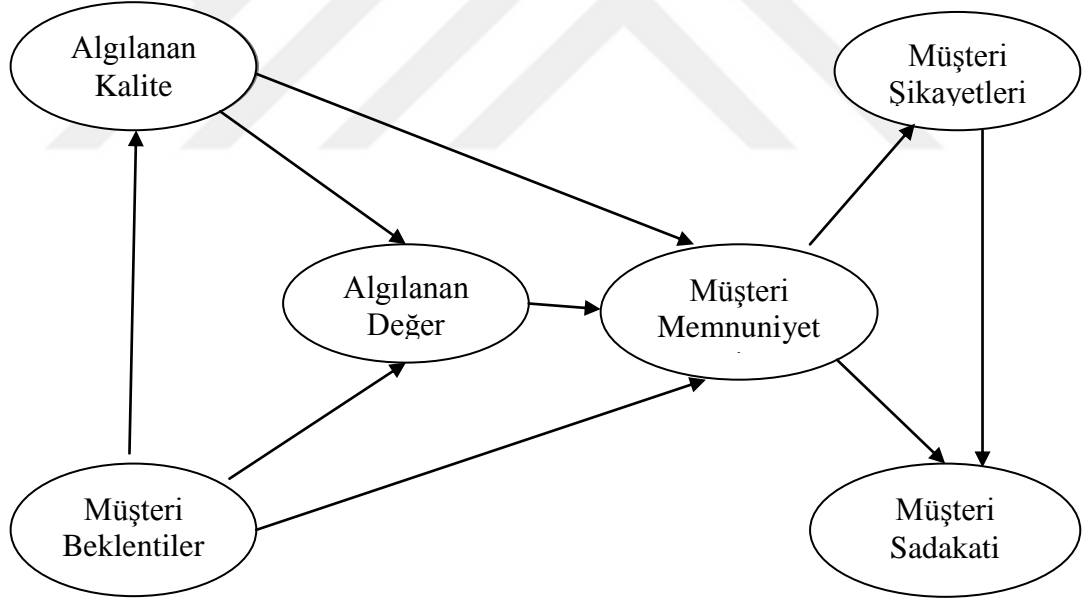 Algılanan
Kalite
Müşteri
Şikayetleri
Algılanan
Değer
Müşteri
Memnuniyet
Müşteri
Beklentiler
Müşteri
Sadakati